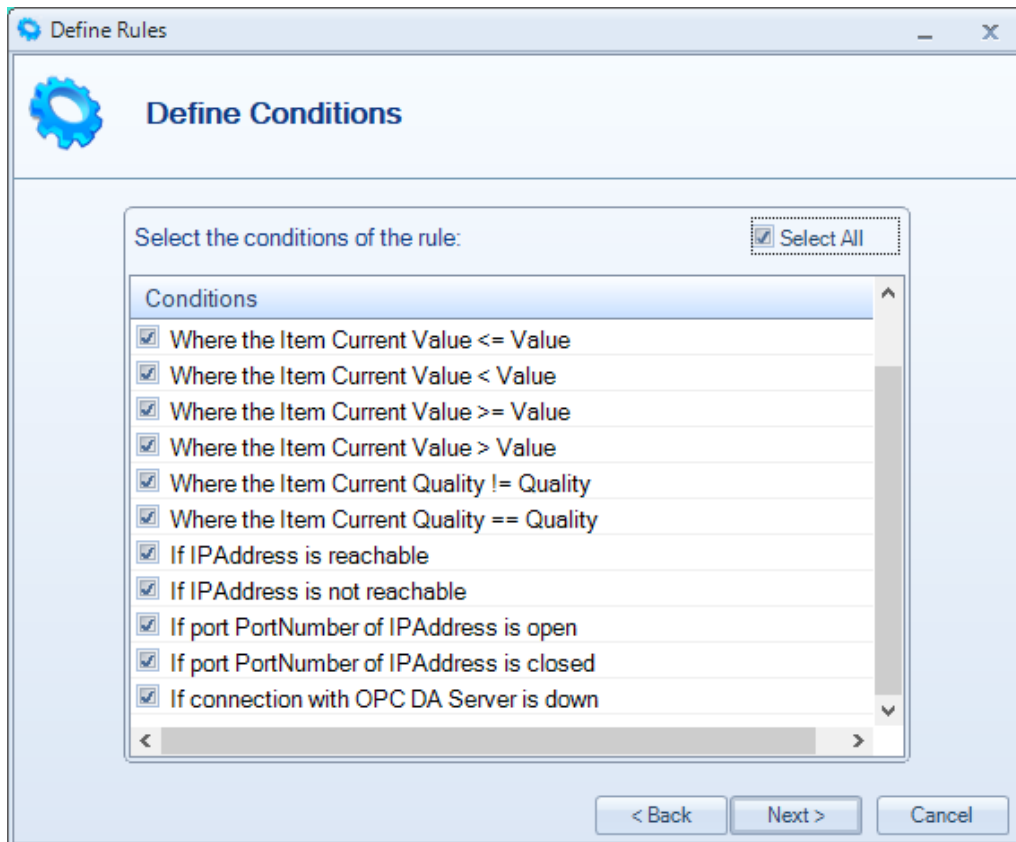 Define Rules
Define Conditions
Select the conditions of the rule:
Select All
Conditions
Where the Item Current Value <= Value
Where the Item Current Value < Value
Where the Item Current Value >= Value
Where the Item Current Value > Value
Where the Item Current Quality != Quality
Where the Item Current Quality == Quality
If IPAddress is reachable
If IPAddress is not reachable
If port PortNumber of IPAddress is open
If port PortNumber of IPAddress is closed
If connection with OPC DA Server is down
< Back
Next >
Cancel